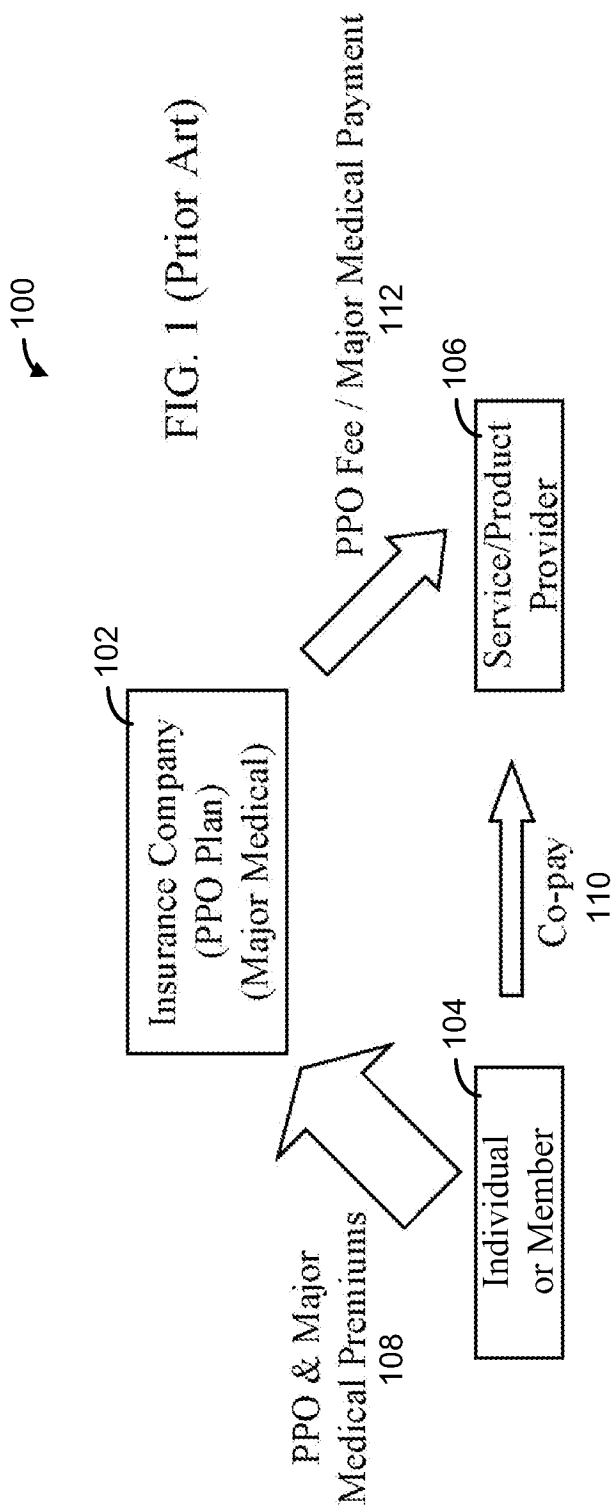 100
FIG. 1 (Prior Art)
102
Insurance Company
(PPO Plan)
(Major Medical)
PPO & Major
Medical Premiums
108
PPO Fee / Major Medical Payment
112
104
Individual
or Member
Co-pay
110
106
Service/Product
Provider